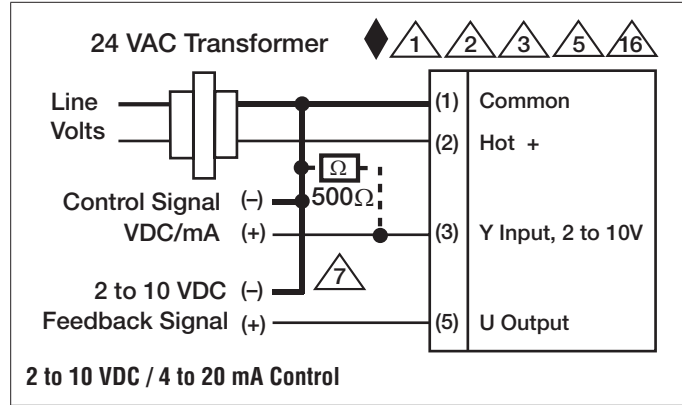 24 VAC Transformer 1 2 3 5 16
Line
Volts
(1) Common
(2) Hot +
Ω
500Ω
Control Signal (–)
VDC/mA (+)
(3) Y Input, 2 to 10V
7
2 to 10 VDC (–)
Feedback Signal (+)
(5) U Output
2 to 10 VDC / 4 to 20 mA Control